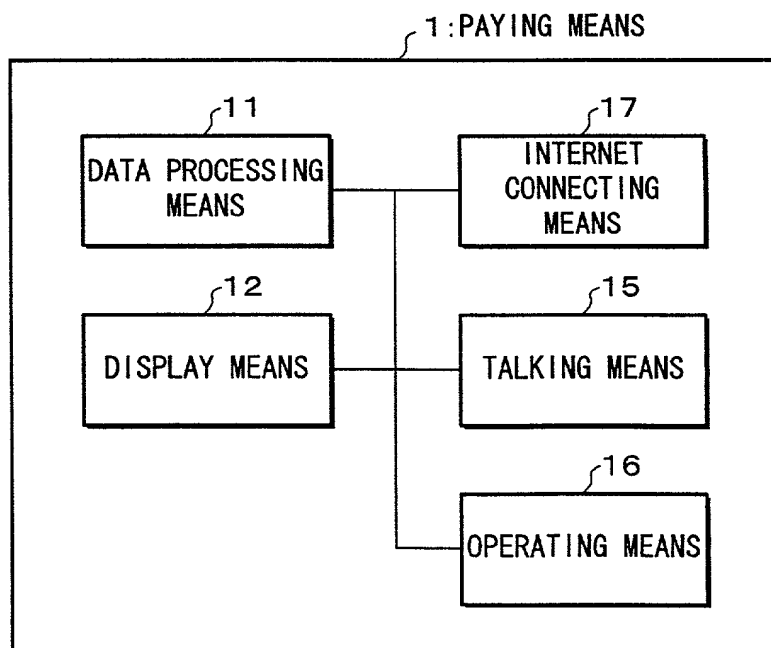 1:PAYING MEANS
11
DATA PROCESSING
MEANS
17
INTERNET
CONNECTING
MEANS
12
DISPLAY MEANS
15
TALKING MEANS
16
OPERATING MEANS